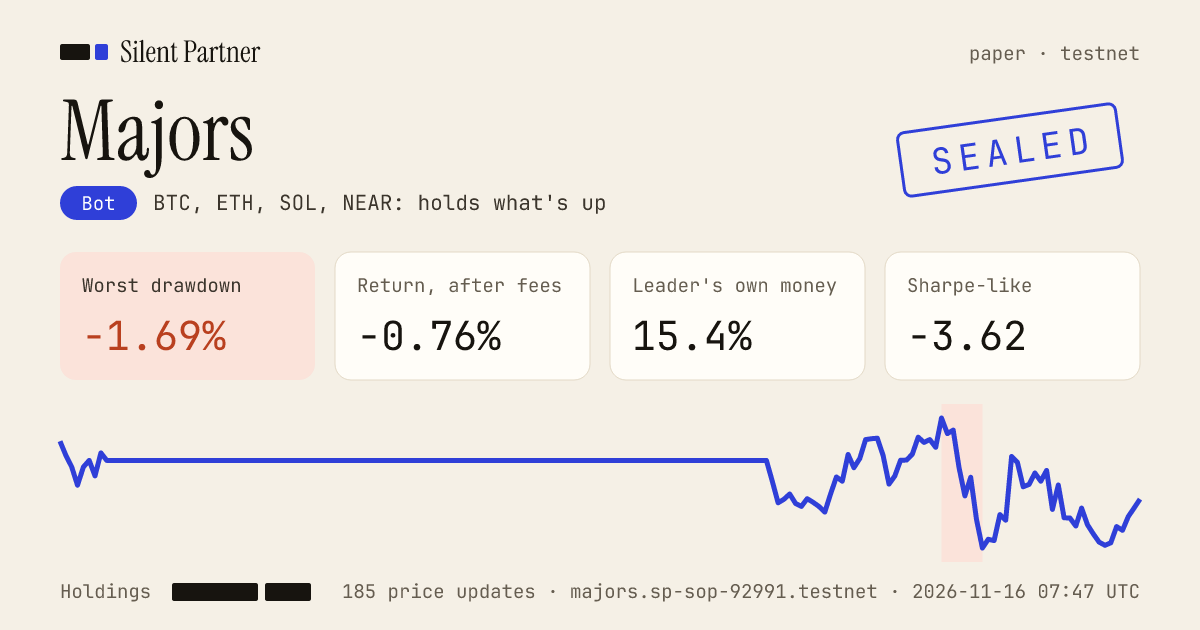 Silent Partner
paper · testnet
Majors
SEALED
Bot
BTC, ETH, SOL, NEAR: holds what's up
Worst drawdown
-1.69%
Return, after fees
-0.76%
Leader's own money
15.4%
Sharpe-like
-3.62
Holdings
185 price updates · majors.sp-sop-92991.testnet · 2026-11-16 07:47 UTC